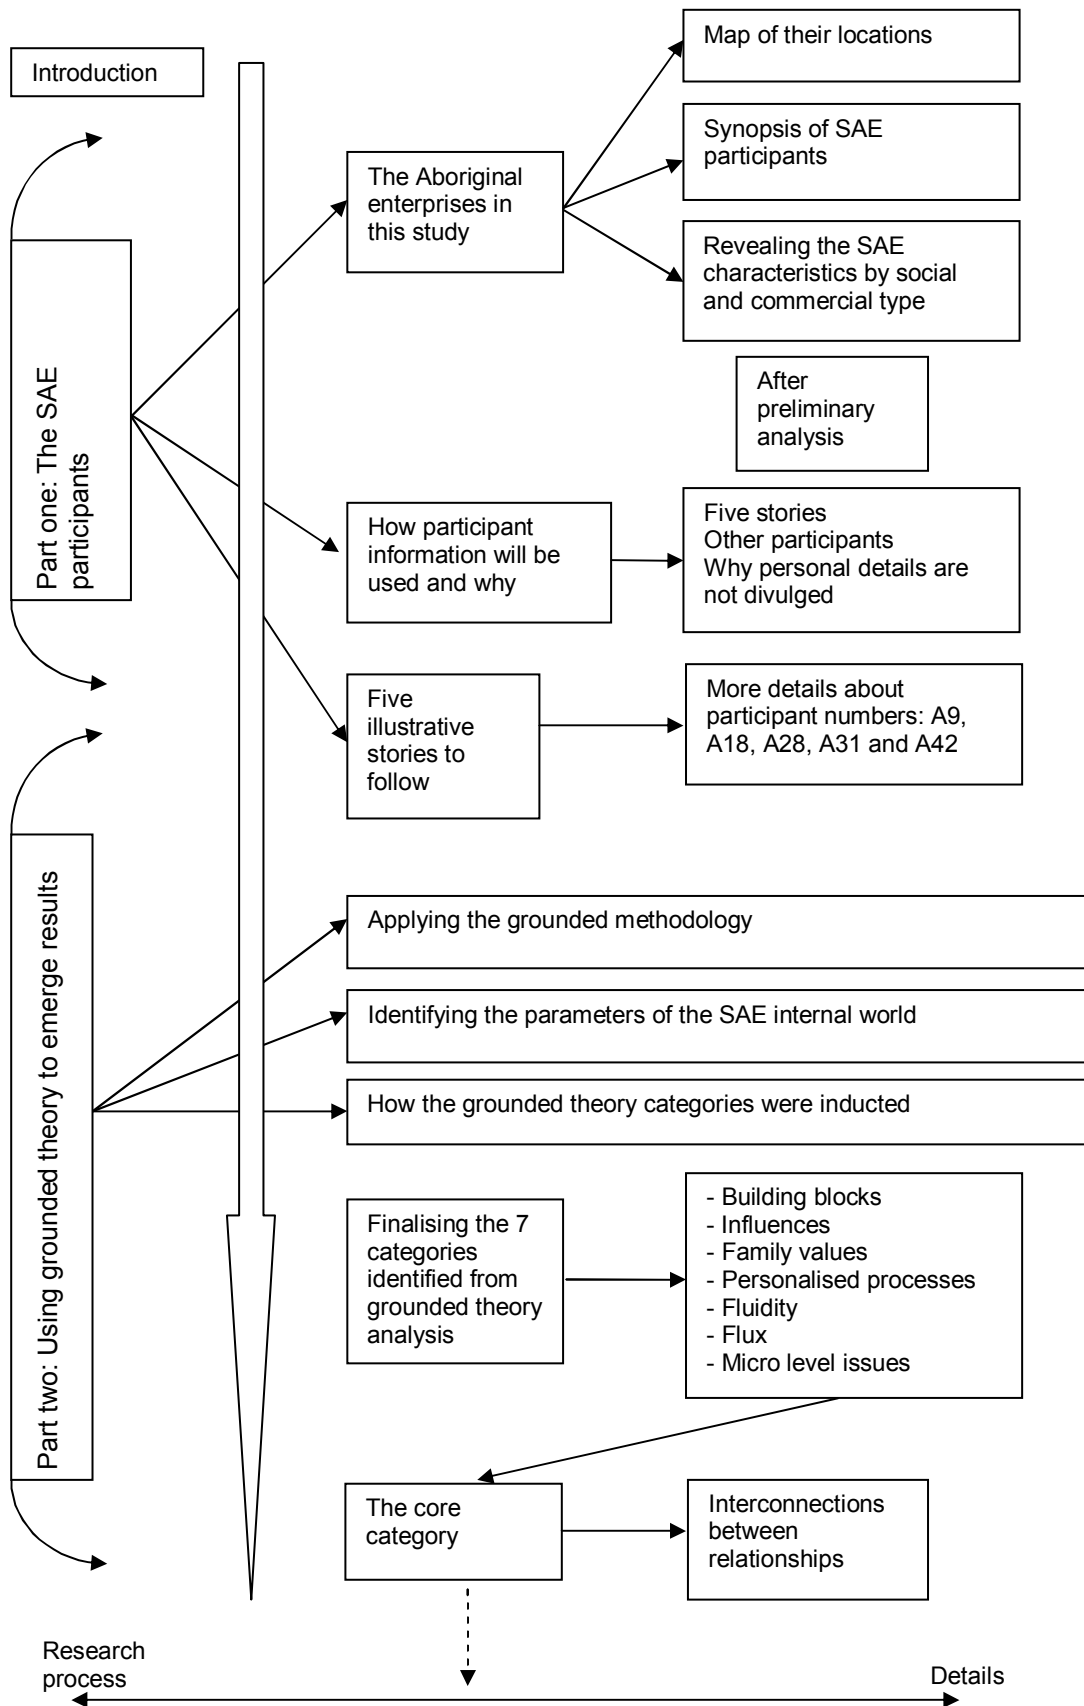 Introduction
Part one: The SAE
participants
The Aboriginal
enterprises in
this study
Map of their locations
Synopsis of SAE
participants
Revealing the SAE
characteristics by social
and commercial type
After
preliminary
analysis
How participant
information will be
used and why
Five stories
Other participants
Why personal details are
not divulged
Five
illustrative
stories to
follow
More details about
participant numbers: A9,
A18, A28, A31 and A42
Part two: Using grounded theory to emerge results
Applying the grounded methodology
Identifying the parameters of the SAE internal world
How the grounded theory categories were inducted
Finalising the 7
categories
identified from
grounded theory
analysis
- Building blocks
- Influences
- Family values
- Personalised processes
- Fluidity
- Flux
- Micro level issues
The core
category
Interconnections
between
relationships
Research
process
Details